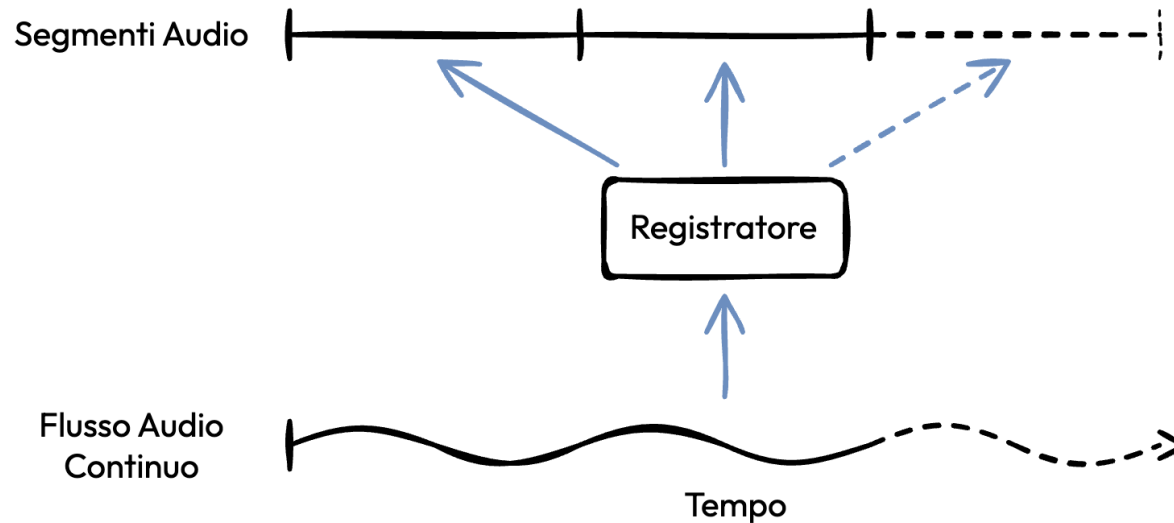 Segmenti Audio
Registratore
Flusso Audio
Continuo
Tempo